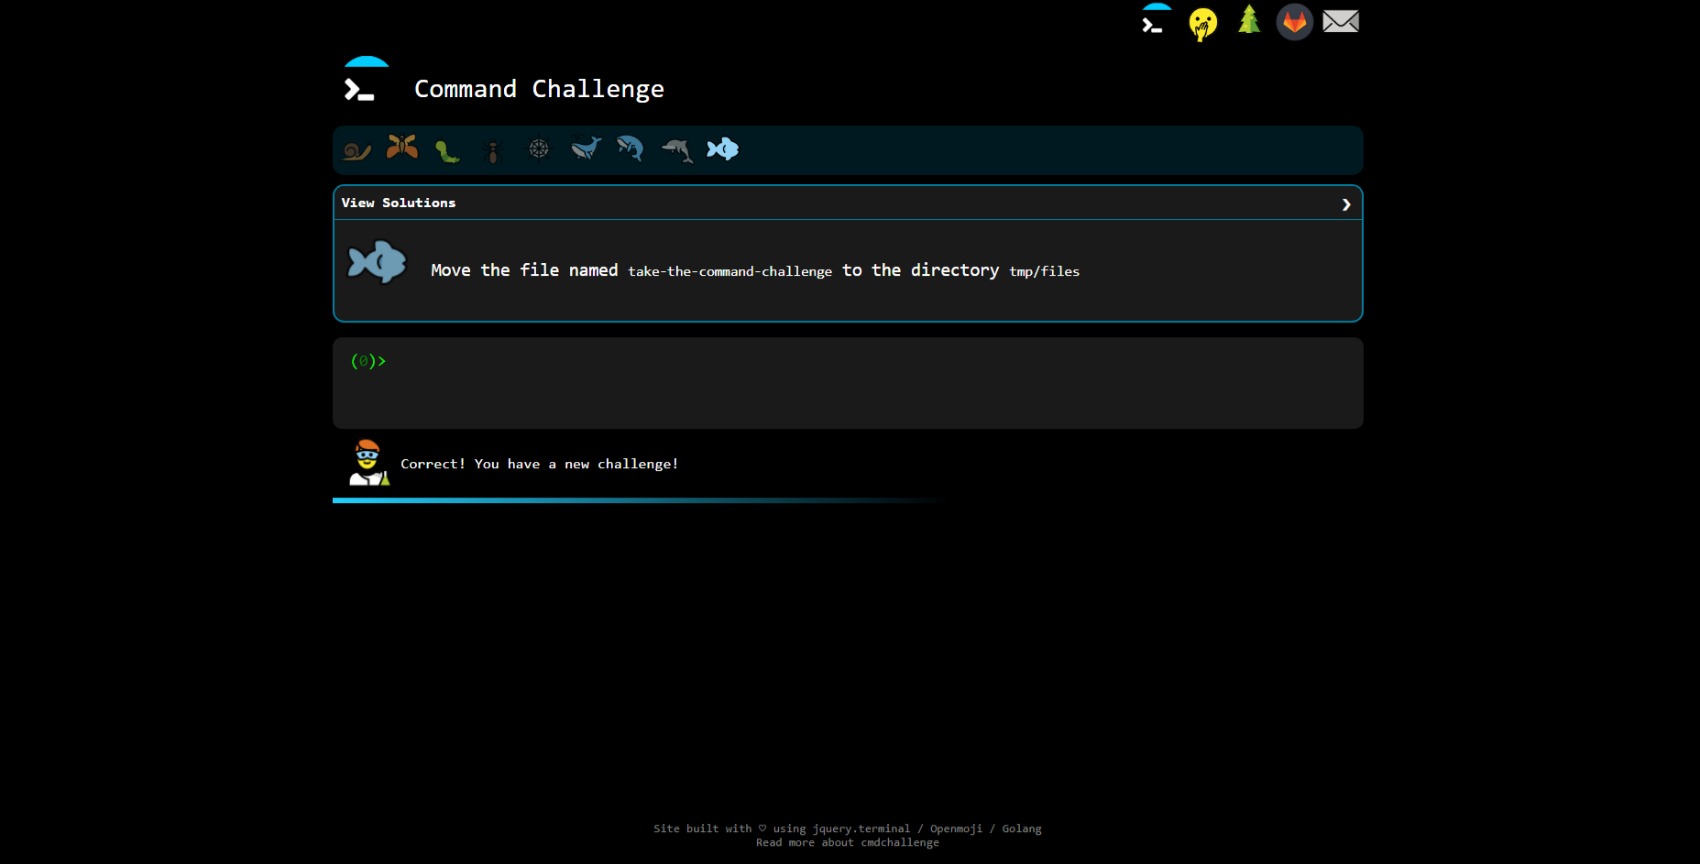 Command Challenge
View Solutions
Move the file named take-the-command-challenge to the directory tmp/files
(0)>
Correct! You have a new challenge!
Site built with ♡ using jquery.terminal / Openmoji / Golang
Read more about cmdchallenge